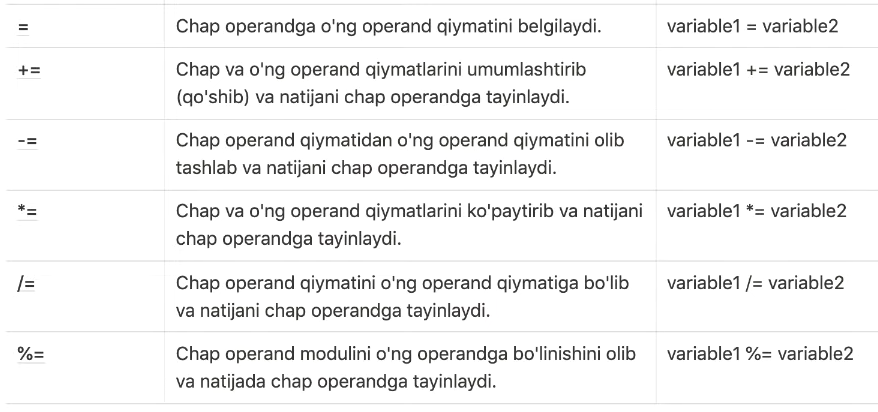 = Chap operandga o'ng operand qiymatini belgilaydi. variable1 = variable2
+= Chap va o'ng operand qiymatlarini umumlashtirib variable1 += variable2
(qo'shib) va natijani chap operandga tayinlaydi.
-= Chap operand qiymatidan o'ng operand qiymatini olib variable1 -= variable2
tashlab va natijani chap operandga tayinlaydi.
*= Chap va o'ng operand qiymatlarini ko'paytirib va natijani variable1 *= variable2
chap operandga tayinlaydi.
/= Chap operand qiymatini o'ng operand qiymatiga bo'lib variable1 /= variable2
va natijani chap operandga tayinlaydi.
%= Chap operand modulini o'ng operandga bo'linishini olib variable1 %= variable2
va natijada chap operandga tayinlaydi.